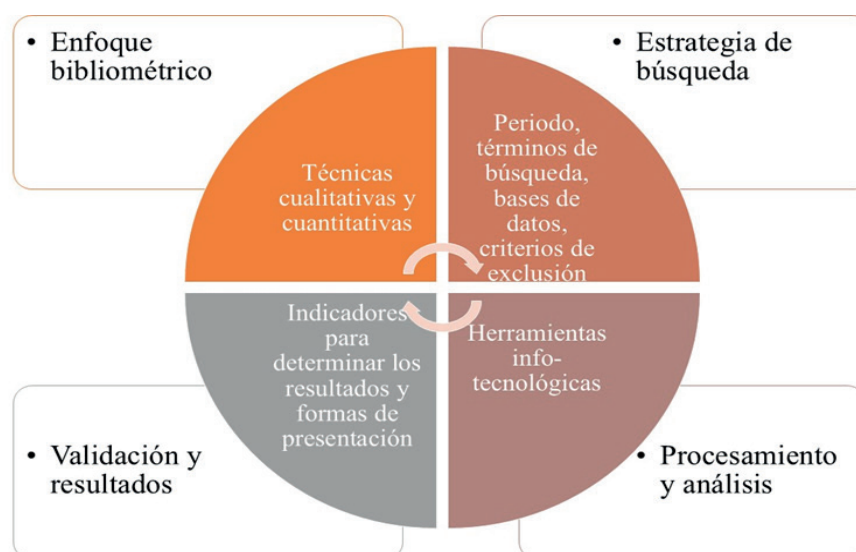 • Enfoque
bibliométrico
• Estrategia de
búsqueda
Técnicas
cualitativas y
cuantitativas
Periodo,
términos de
búsqueda,
bases de
datos,
criterios de
exclusión
Indicadores
para
determinar los
resultados y
formas de
presentación
Herramientas
info-
tecnológicas
• Validación y
resultados
• Procesamiento
y análisis